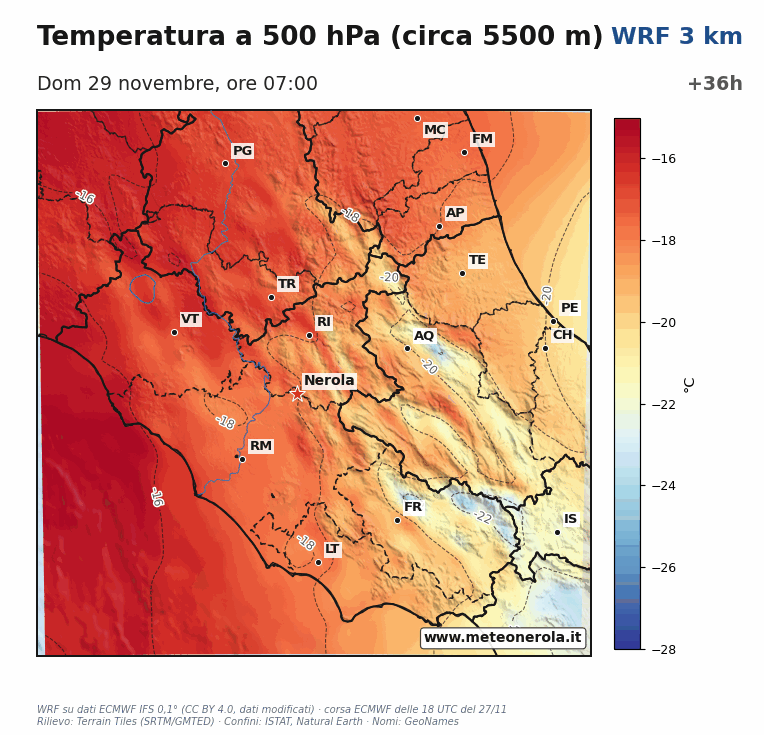 Temperatura a 500 hPa (circa 5500 m) WRF 3 km
Dom 29 novembre, ore 07:00 +36h
MC
FM
PG
-16
-18
AP
TE
-20
TR
-20
PE
VT
RI
AQ
CH
-20
Nerola
-18
RM
-16
FR
-22
IS
-18
LT
www.meteonerola.it
−16
−18
−20
−22
−24
−26
−28
°C
WRF su dati ECMWF IFS 0,1° (CC BY 4.0, dati modificati) · corsa ECMWF delle 18 UTC del 27/11
Rilievo: Terrain Tiles (SRTM/GMTED) · Confini: ISTAT, Natural Earth · Nomi: GeoNames